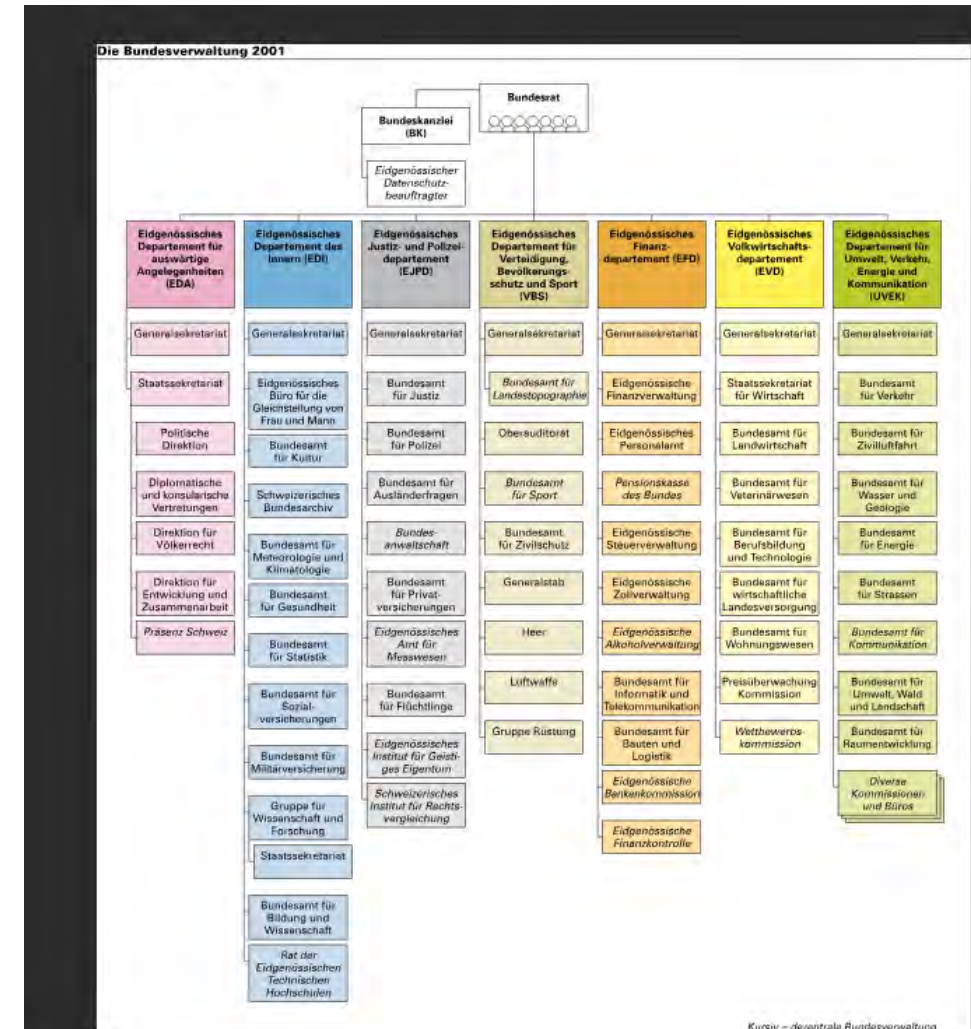 Die Bundesverwaltung 2001
Bundesrat
Bundeskanzlei
(BK)
Eidgenössischer
Datenschutz-
beauftragter
Eidgenössisches
Departement für
auswärtige
Angelegenheiten
(EDA)
Generalsekretariat
Staatssekretariat
Politische
Direktion
Diplomatische
und konsularische
Vertretungen
Direktion für
Völkerrecht
Direktion für
Entwicklung und
Zusammenarbeit
Präsenz Schweiz
Eidgenössisches
Departement des
Innern (EDI)
Generalsekretariat
Eidgenössisches
Büro für die
Gleichstellung von
Frau und Mann
Bundesamt
für Kultur
Schweizerisches
Bundesarchiv
Bundesamt für
Meteorologie und
Klimatologie
Bundesamt
für Gesundheit
Bundesamt
für Statistik
Bundesamt für
Sozial-
versicherungen
Bundesamt für
Militärversicherung
Gruppe für
Wissenschaft und
Forschung
Staatssekretariat
Bundesamt für
Bildung und
Wissenschaft
Rat der
Eidgenössischen
Technischen
Hochschulen
Eidgenössisches
Justiz- und Polizei-
departement
(EJPD)
Generalsekretariat
Bundesamt
für Justiz
Bundesamt
für Polizei
Bundesamt für
Ausländerfragen
Bundes-
anwaltschaft
Bundesamt
für Privat-
versicherungen
Eidgenössisches
Amt für
Messwesen
Bundesamt
für Flüchtlinge
Eidgenössisches
Institut für Geisti-
ges Eigentum
Schweizerisches
Institut für Rechts-
vergleichung
Eidgenössisches
Departement für
Verteidigung,
Bevölkerungs-
schutz und Sport
(VBS)
Generalsekretariat
Bundesamt für
Landestopographie
Oberauditorat
Bundesamt
für Sport
Bundesamt
für Zivilschutz
Generalstab
Heer
Luftwaffe
Gruppe Rüstung
Eidgenössisches
Finanz-
departement (EFD)
Generalsekretariat
Eidgenössische
Finanzverwaltung
Eidgenössisches
Personalamt
Pensionskasse
des Bundes
Eidgenössische
Steuerverwaltung
Eidgenössische
Zollverwaltung
Eidgenössische
Alkoholverwaltung
Bundesamt für
Informatik und
Telekommunikation
Bundesamt für
Bauten und
Logistik
Eidgenössische
Bankenkommission
Eidgenössische
Finanzkontrolle
Eidgenössisches
Volkwirtschafts-
departement
(EVD)
Generalsekretariat
Staatssekretariat
für Wirtschaft
Bundesamt für
Landwirtschaft
Bundesamt für
Veterinärwesen
Bundesamt für
Berufsbildung
und Technologie
Bundesamt für
wirtschaftliche
Landesversorgung
Bundesamt für
Wohnungswesen
Preisüberwachung
Kommission
Wettbewerbs-
kommission
Eidgenössisches
Departement für
Umwelt, Verkehr,
Energie und
Kommunikation
(UVEK)
Generalsekretariat
Bundesamt
für Verkehr
Bundesamt für
Zivilluftfahrt
Bundesamt für
Wasser und
Geologie
Bundesamt
für Energie
Bundesamt
für Strassen
Bundesamt für
Kommunikation
Bundesamt für
Umwelt, Wald
und Landschaft
Bundesamt für
Raumentwicklung
Diverse
Kommissionen
und Büros
Kursiv – dezentrale Bundesverwaltung